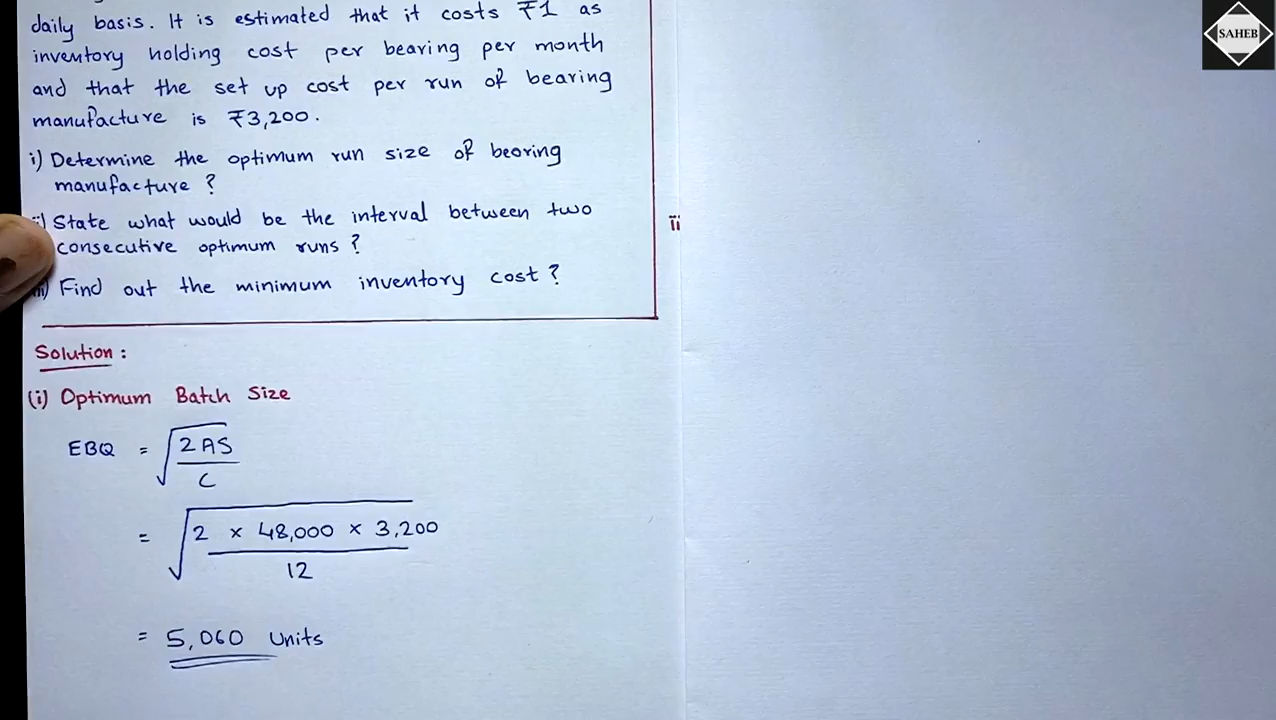 daily basis. It is estimated that it costs ₹1 as
inventory holding cost per bearing per month
and that the set up cost per run of bearing
manufacture is ₹3,200.
i) Determine the optimum run size of bearing
manufacture ?
ii) State what would be the interval between two
consecutive optimum runs ?
iii) Find out the minimum inventory cost ?
Solution :
(i) Optimum Batch Size
EBQ = √2AS
C
= √2 × 48,000 × 3,200
12
= 5,060 Units
ii
SAHEB